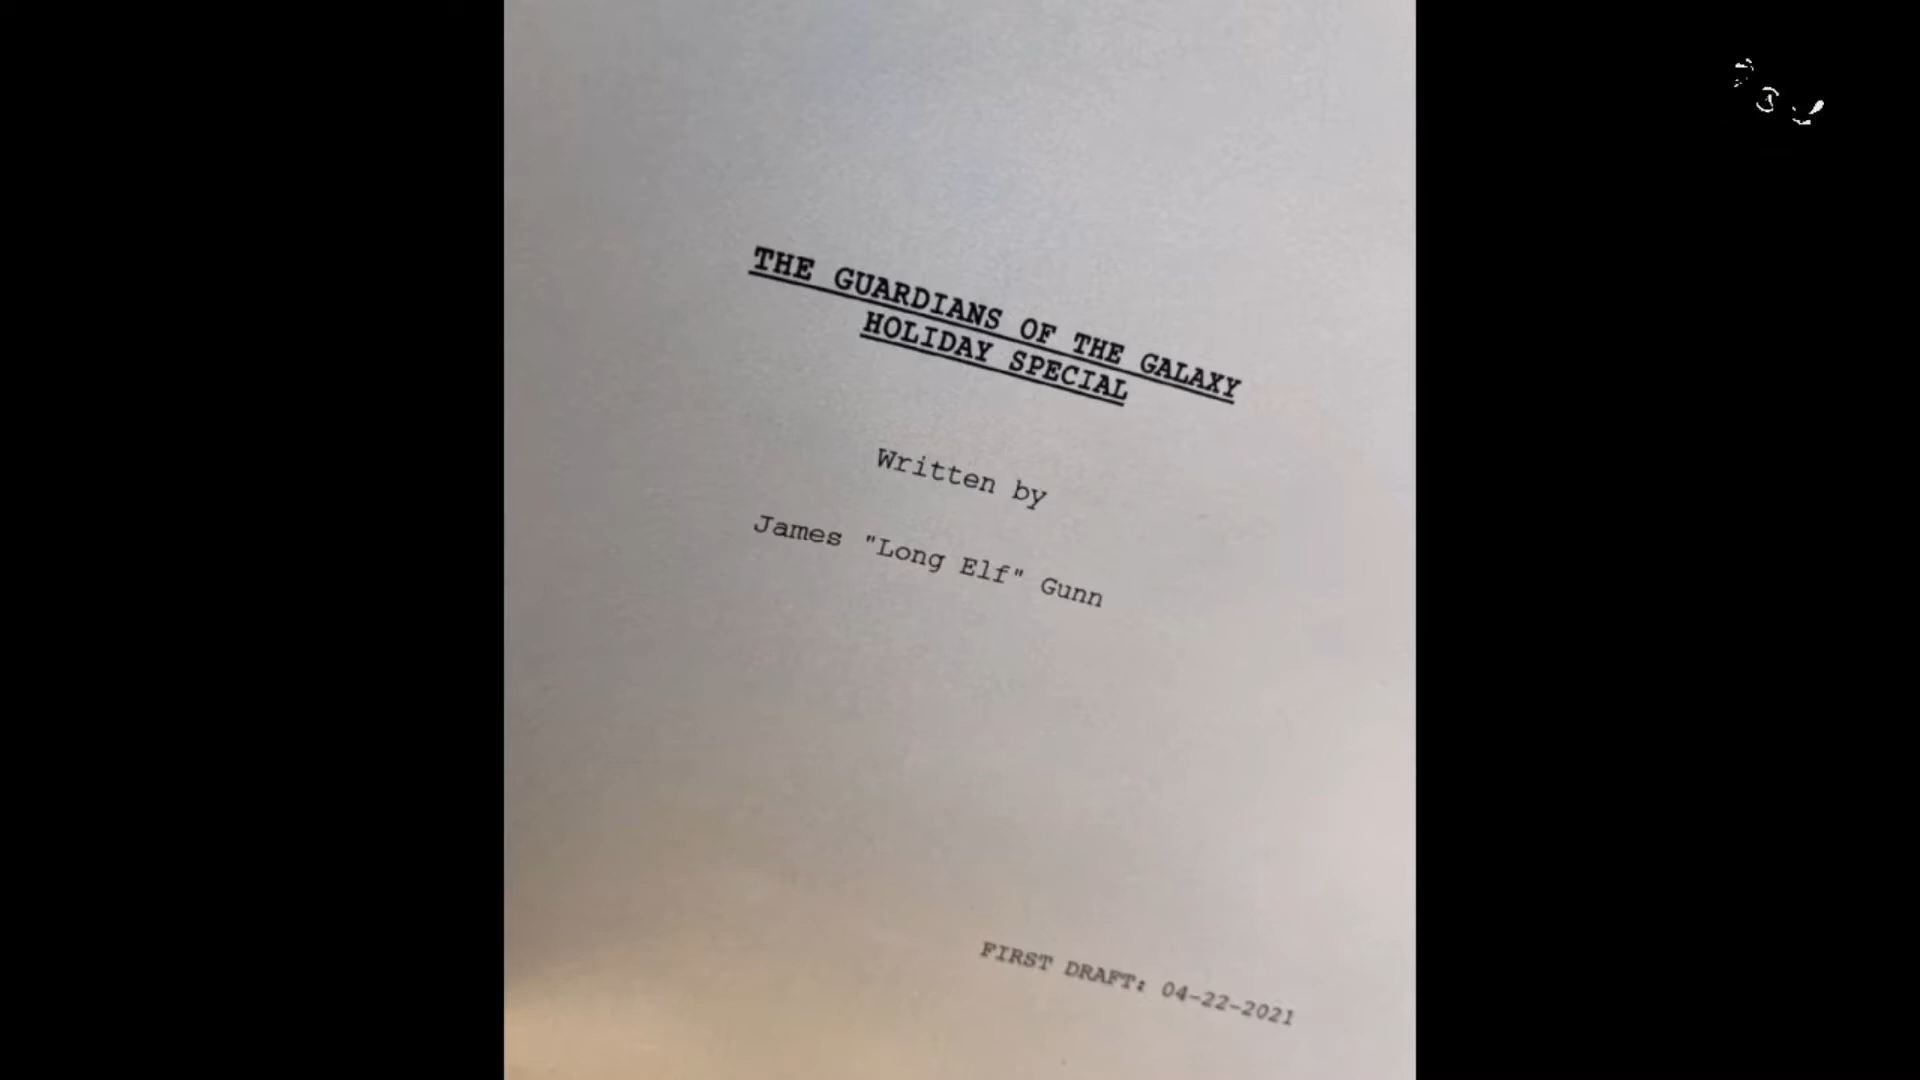 THE GUARDIANS OF THE GALAXY
HOLIDAY SPECIAL
Written by
James "Long Elf" Gunn
FIRST DRAFT: 04-22-2021